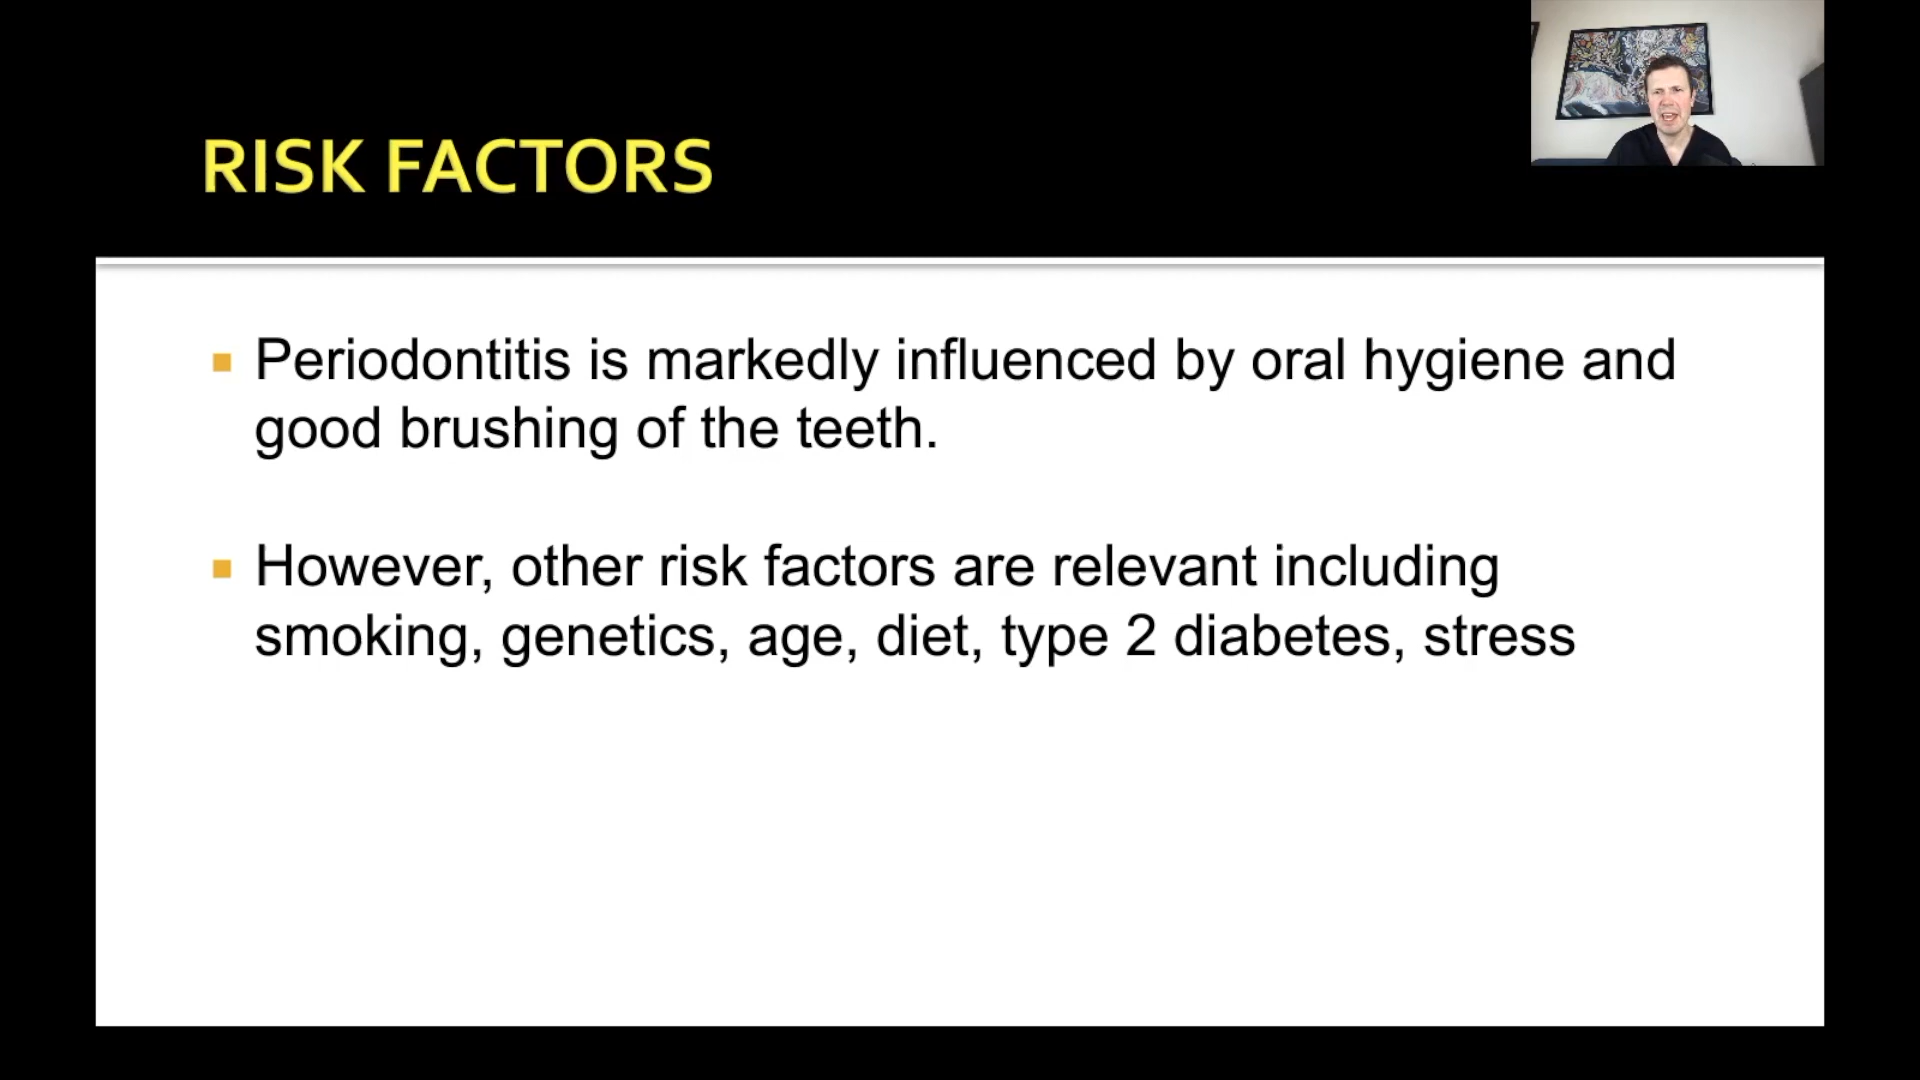 RISK FACTORS
Periodontitis is markedly influenced by oral hygiene and
good brushing of the teeth.
However, other risk factors are relevant including
smoking, genetics, age, diet, type 2 diabetes, stress